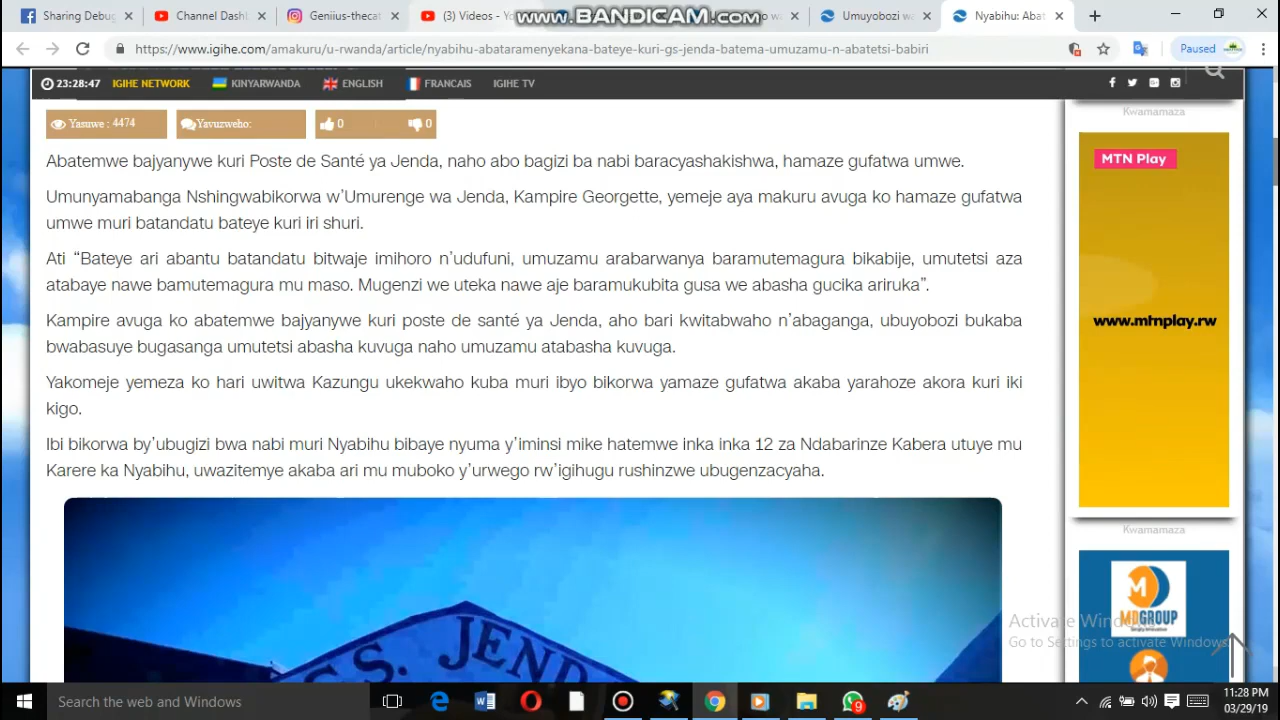 Sharing Debug
Channel Dashl
Geniius-thecat
(3) Videos - Yo
www.BANDICAM.com
Umuyobozi wa
Nyabihu: Abat
https://www.igihe.com/amakuru/u-rwanda/article/nyabihu-abataramenyekana-bateye-kuri-gs-jenda-batema-umuzamu-n-abatetsi-babiri
Paused
23:28:47 IGIHE NETWORK KINYARWANDA ENGLISH FRANCAIS IGIHE TV
Kwamamaza
Yasuwe : 4474 Yavuzweho: 0 0
Abatemwe bajyanywe kuri Poste de Santé ya Jenda, naho abo bagizi ba nabi baracyashakishwa, hamaze gufatwa umwe.
Umunyamabanga Nshingwabikorwa w'Umurenge wa Jenda, Kampire Georgette, yemeje aya makuru avuga ko hamaze gufatwa
umwe muri batandatu bateye kuri iri shuri.
Ati “Bateye ari abantu batandatu bitwaje imihoro n'udufuni, umuzamu arabarwanya baramutemagura bikabije, umutetsi aza
atabaye nawe bamutemagura mu maso. Mugenzi we uteka nawe aje baramukubita gusa we abasha gucika ariruka”.
Kampire avuga ko abatemwe bajyanywe kuri poste de santé ya Jenda, aho bari kwitabwaho n'abaganga, ubuyobozi bukaba
bwabasuye bugasanga umutetsi abasha kuvuga naho umuzamu atabasha kuvuga.
Yakomeje yemeza ko hari uwitwa Kazungu ukekwaho kuba muri ibyo bikorwa yamaze gufatwa akaba yarahoze akora kuri iki
kigo.
Ibi bikorwa by'ubugizi bwa nabi muri Nyabihu bibaye nyuma y'iminsi mike hatemwe inka inka 12 za Ndabarinze Kabera utuye mu
Karere ka Nyabihu, uwazitemye akaba ari mu muboko y'urwego rw'igihugu rushinzwe ubugenzacyaha.
G.S. JENDA
MTN Play
www.mtnplay.rw
Kwamamaza
MDGROUP
Activate Windows
Go to Settings to activate Windows.
Search the web and Windows
9
11:28 PM
03/29/19